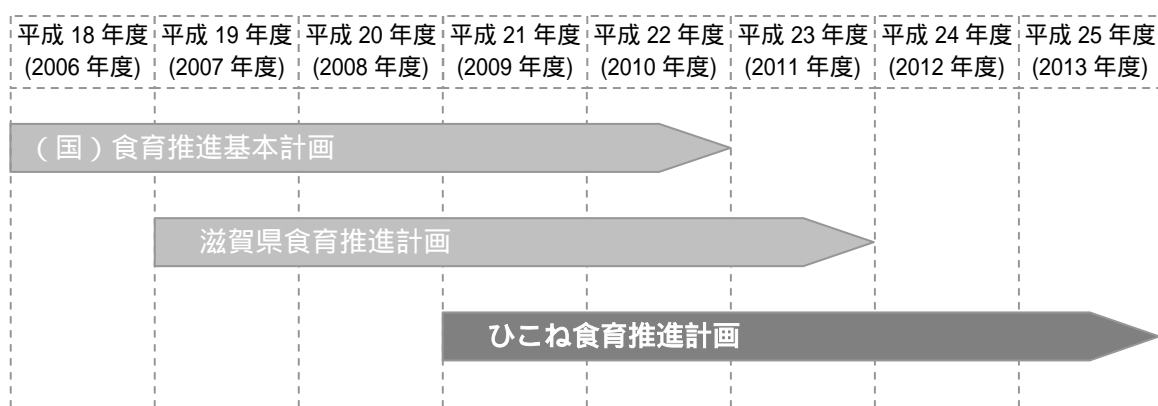 平成 18 年度 平成 19 年度 平成 20 年度 平成 21 年度 平成 22 年度 平成 23 年度 平成 24 年度 平成 25 年度
(2006 年度) (2007 年度) (2008 年度) (2009 年度) (2010 年度) (2011 年度) (2012 年度) (2013 年度)
（国）食育推進基本計画
滋賀県食育推進計画
ひこね食育推進計画